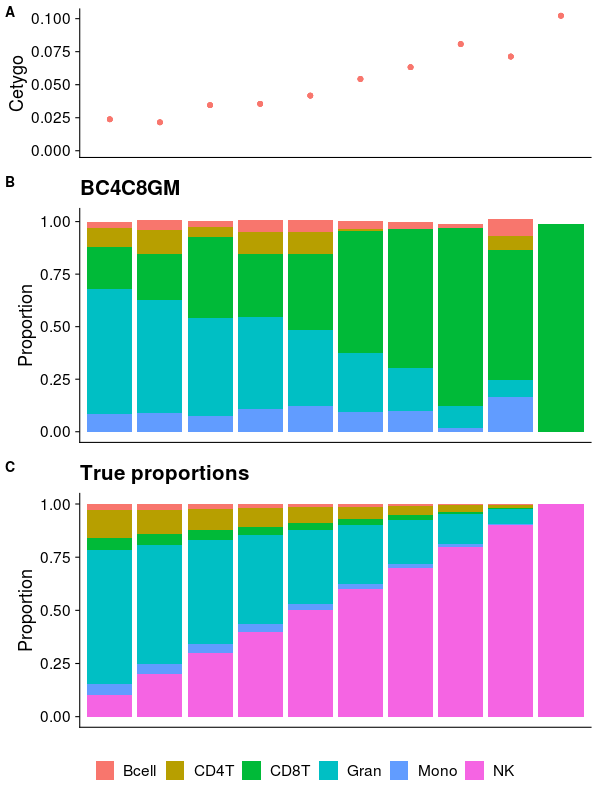 A
0.100
0.075
0.050
0.025
0.000
Cetygo
B
BC4C8GM
1.00
0.75
0.50
0.25
0.00
Proportion
C
True proportions
1.00
0.75
0.50
0.25
0.00
Proportion
Bcell CD4T CD8T Gran Mono NK